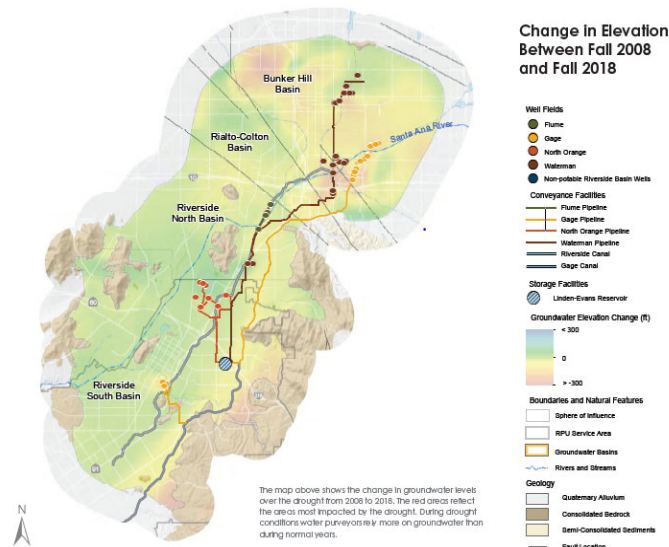 Change in Elevation
Between Fall 2008
and Fall 2018
Bunker Hill
Basin
Santa Ana River
Rialto-Colton
Basin
Riverside
North Basin
Riverside
South Basin
60
91
N
The map above shows the change in groundwater levels
over the drought from 2008 to 2018. The red areas reflect
the areas most impacted by the drought. During drought
conditions water purveyors rely more on groundwater than
during normal years.
Well Fields
Flume
Gage
North Orange
Waterman
Non-potable Riverside Basin Wells
Conveyance Facilities
Flume Pipeline
Gage Pipeline
North Orange Pipeline
Waterman Pipeline
Riverside Canal
Gage Canal
Storage Facilities
Linden-Evans Reservoir
Groundwater Elevation Change (ft)
< 300
0
> -300
Boundaries and Natural Features
Sphere of Influence
RPU Service Area
Groundwater Basins
Rivers and Streams
Geology
Quaternary Alluvium
Consolidated Bedrock
Semi-Consolidated Sediments
Fault Location